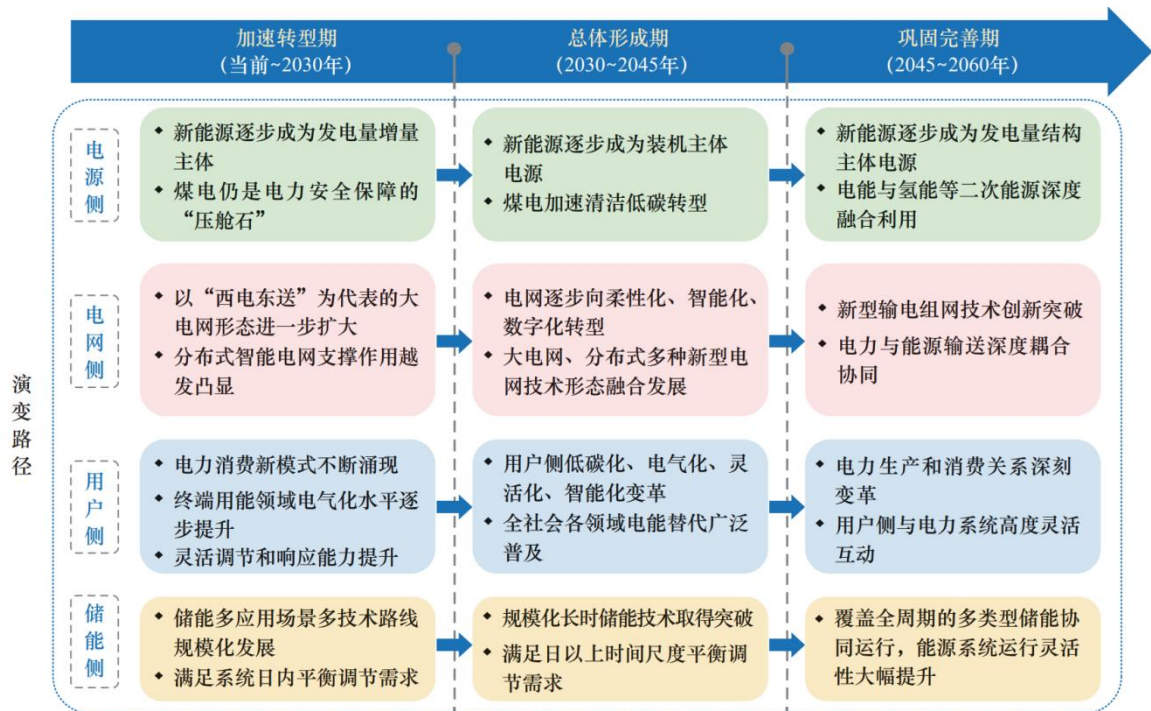 加速转型期
(当前~2030年)
总体形成期
(2030~2045年)
巩固完善期
(2045~2060年)
演变路径
电源侧
新能源逐步成为发电量增量
主体
煤电仍是电力安全保障的
“压舱石”
新能源逐步成为装机主体
电源
煤电加速清洁低碳转型
新能源逐步成为发电量结构
主体电源
电能与氢能等二次能源深度
融合利用
电网侧
以“西电东送”为代表的大
电网形态进一步扩大
分布式智能电网支撑作用越
发凸显
电网逐步向柔性化、智能化、
数字化转型
大电网、分布式多种新型电
网技术形态融合发展
新型输电组网技术创新突破
电力与能源输送深度耦合
协同
用户侧
电力消费新模式不断涌现
终端用能领域电气化水平逐
步提升
灵活调节和响应能力提升
用户侧低碳化、电气化、灵
活化、智能化变革
全社会各领域电能替代广泛
普及
电力生产和消费关系深刻
变革
用户侧与电力系统高度灵活
互动
储能侧
储能多应用场景多技术路线
规模化发展
满足系统日内平衡调节需求
规模化长时储能技术取得突破
满足日以上时间尺度平衡调
节需求
覆盖全周期的多类型储能协
同运行，能源系统运行灵活
性大幅提升